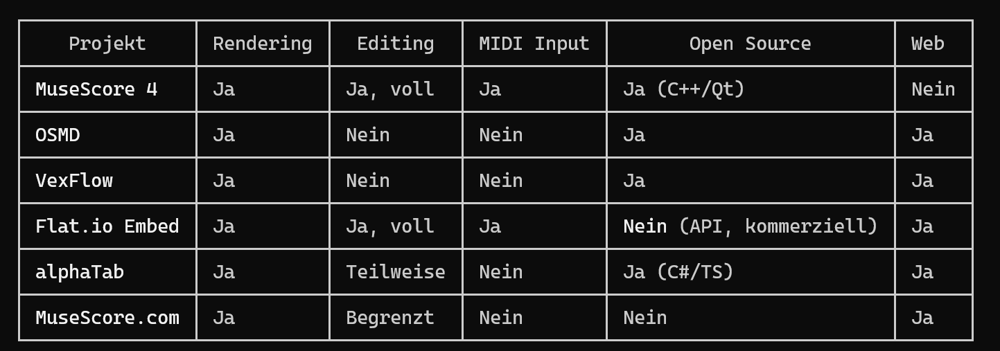 Projekt Rendering Editing MIDI Input Open Source Web
MuseScore 4 Ja Ja, voll Ja Ja (C++/Qt) Nein
OSMD Ja Nein Nein Ja Ja
VexFlow Ja Nein Nein Ja Ja
Flat.io Embed Ja Ja, voll Ja Nein (API, kommerziell) Ja
alphaTab Ja Teilweise Nein Ja (C#/TS) Ja
MuseScore.com Ja Begrenzt Nein Nein Ja